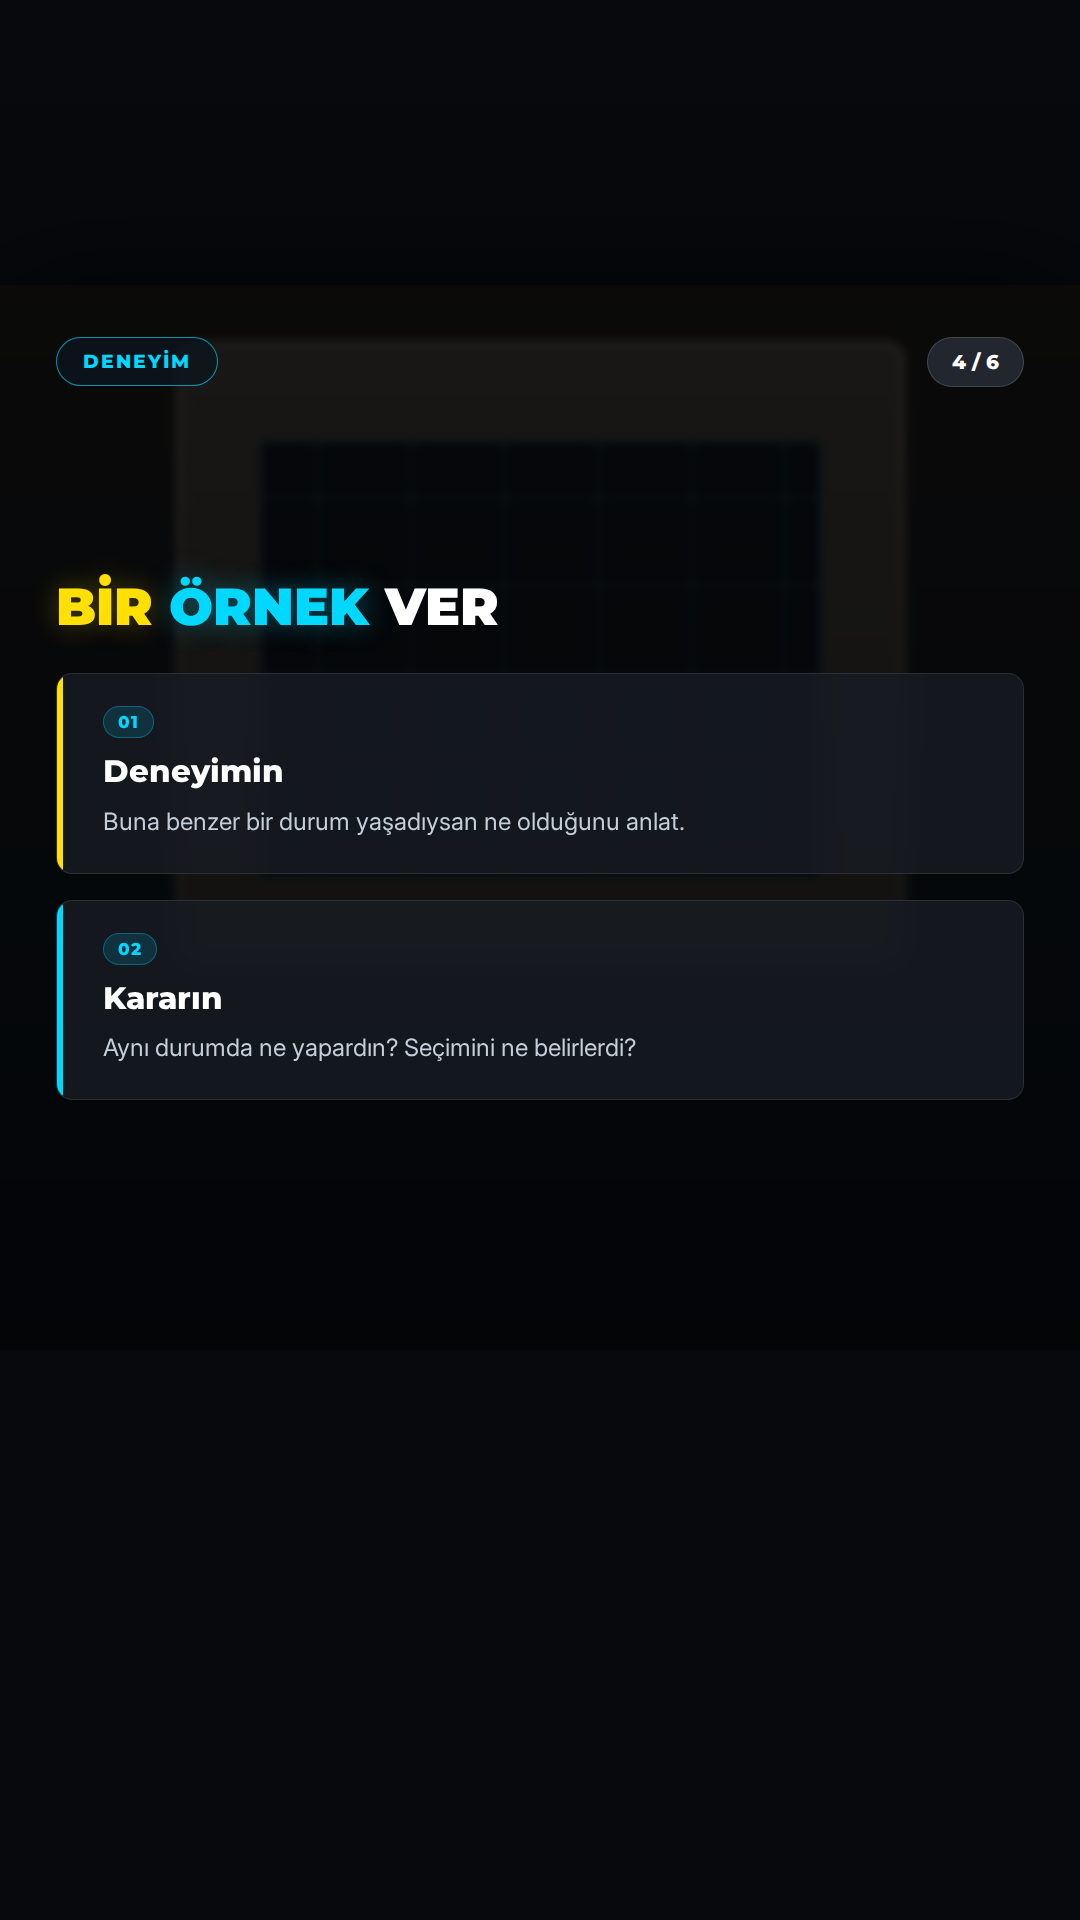 DENEYİM
4 / 6
BİR ÖRNEK VER
01
Deneyimin
Buna benzer bir durum yaşadıysan ne olduğunu anlat.
02
Kararın
Aynı durumda ne yapardın? Seçimini ne belirlerdi?